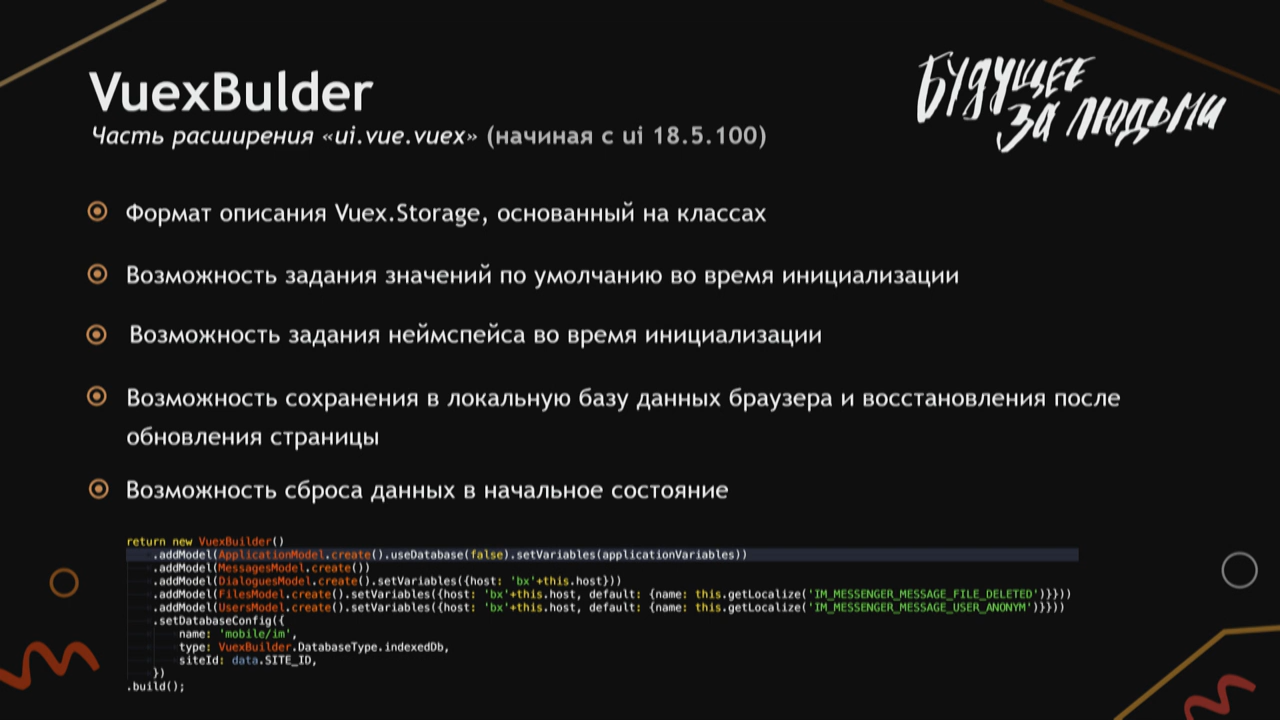 VuexBulder
Часть расширения «ui.vue.vuex» (начиная с ui 18.5.100)
БУДУЩЕЕ
ЗА ЛЮДЬМИ
Формат описания Vuex.Storage, основанный на классах
Возможность задания значений по умолчанию во время инициализации
Возможность задания неймспейса во время инициализации
Возможность сохранения в локальную базу данных браузера и восстановления после
обновления страницы
Возможность сброса данных в начальное состояние
return new VuexBuilder()
.addModel(ApplicationModel.create().useDatabase(false).setVariables(applicationVariables))
.addModel(MessagesModel.create())
.addModel(DialoguesModel.create().setVariables({host: 'bx'+this.host}))
.addModel(FilesModel.create().setVariables({host: 'bx'+this.host, default: {name: this.getLocalize('IM_MESSENGER_MESSAGE_FILE_DELETED')}}))
.addModel(UsersModel.create().setVariables({host: 'bx'+this.host, default: {name: this.getLocalize('IM_MESSENGER_MESSAGE_USER_ANONYM')}}))
.setDatabaseConfig({
name: 'mobile/im',
type: VuexBuilder.DatabaseType.indexedDb,
siteId: data.SITE_ID,
})
.build();